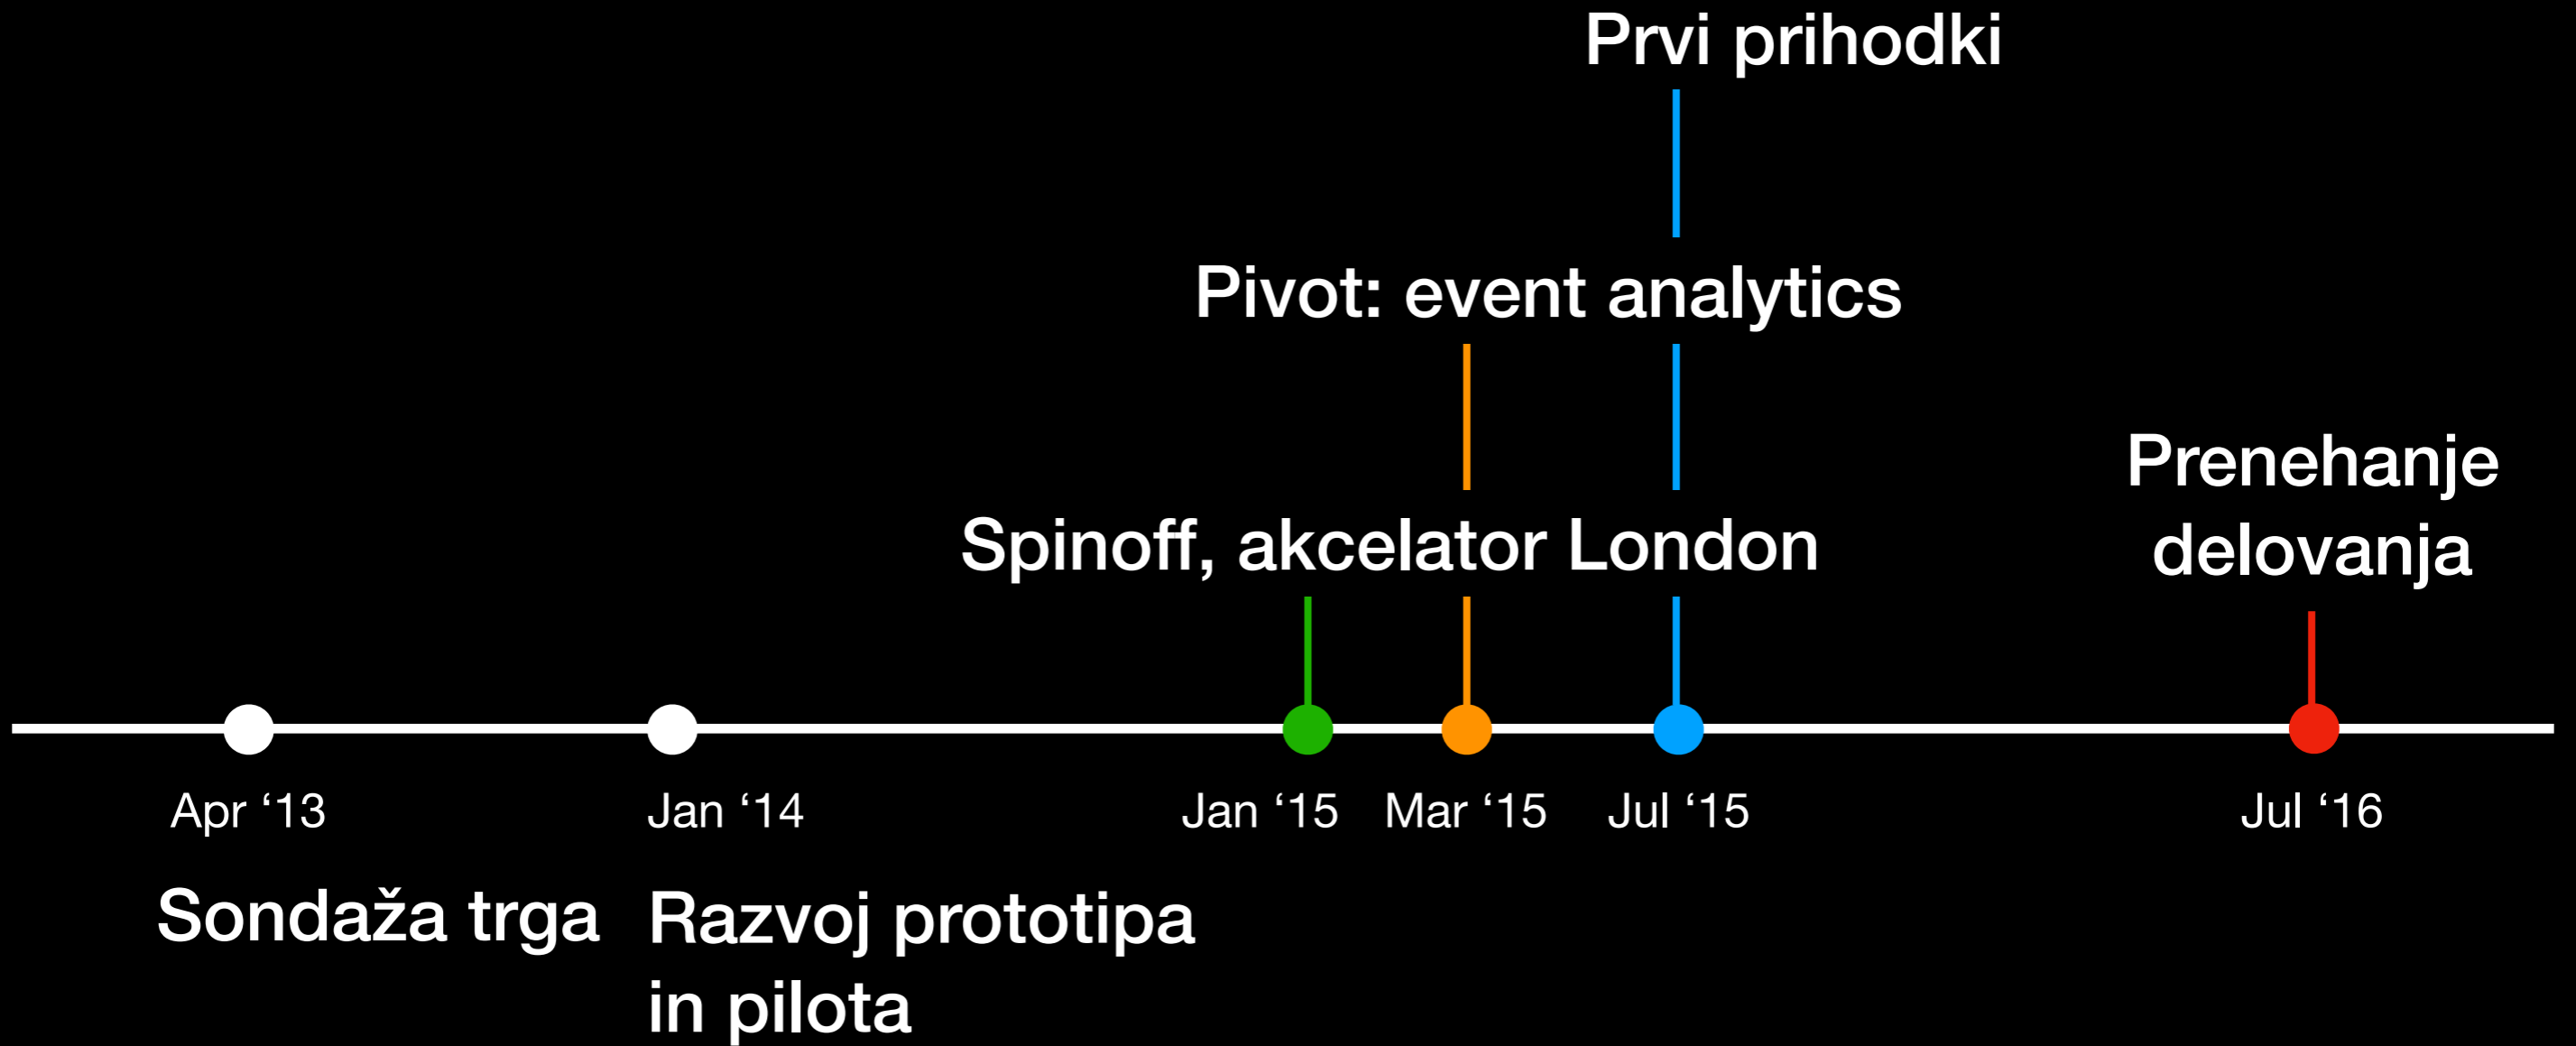 Prvi prihodki
Pivot: event analytics
Spinoff, akcelator London
Prenehanje
delovanja
Apr ‘13
Jan ‘14
Jan ‘15
Mar ‘15
Jul ‘15
Jul ‘16
Sondaža trga
Razvoj prototipa
in pilota